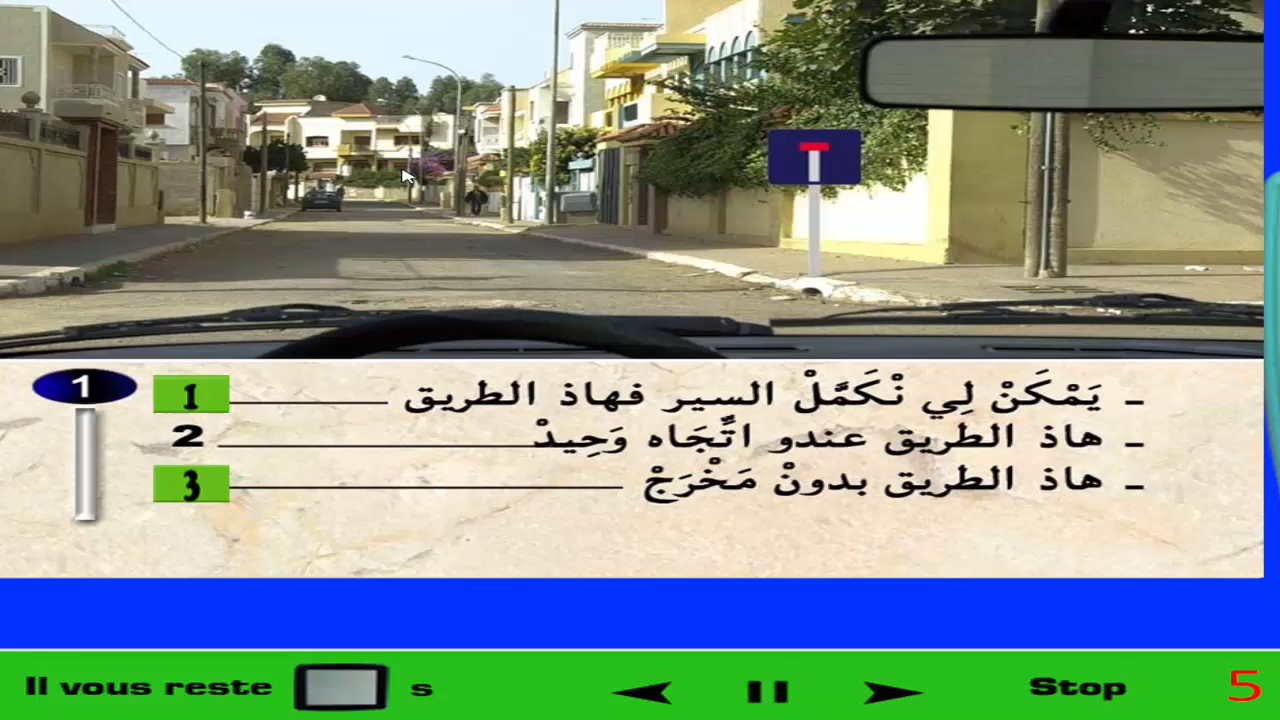 1
ـ يَمْكَنْ لِي نْكَمَّلْ السير فهاذ الطريق 1
ـ هاذ الطريق عندو اتِّجَاه وَحِيدْ 2
ـ هاذ الطريق بدونْ مَخْرَجْ 3
Il vous reste s Stop 5